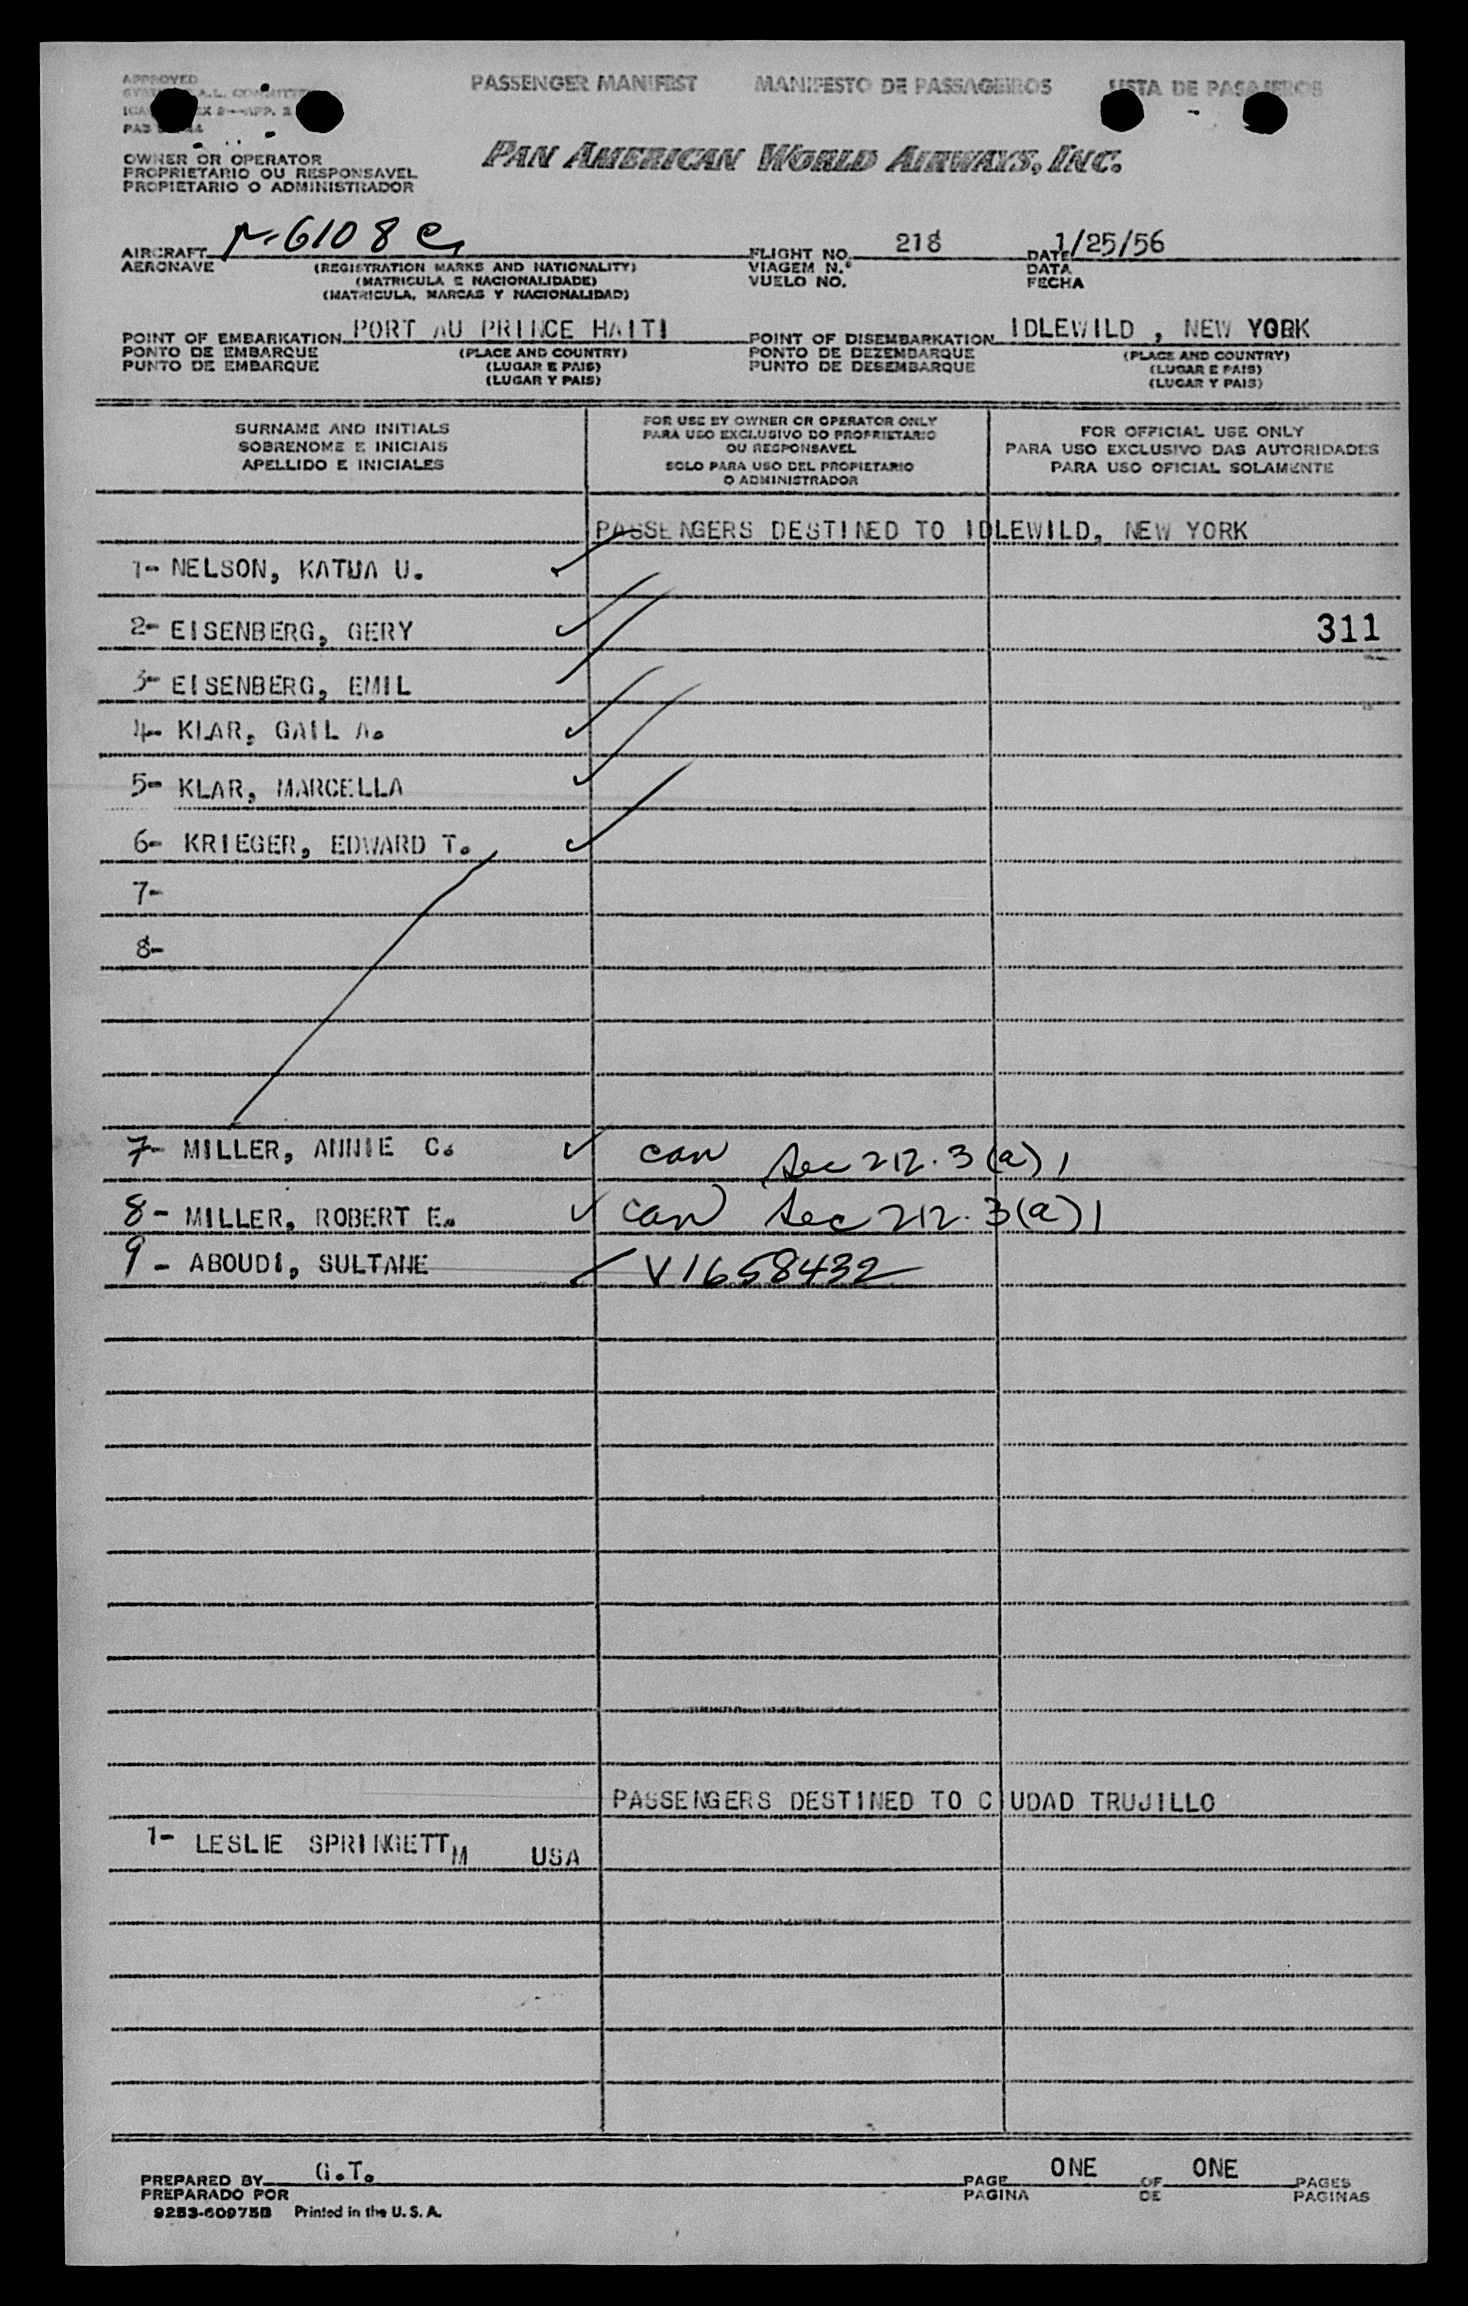 APPROVED
PASSENGER MANIFEST MANIFESTO DE PASSAGEIROS LISTA DE PASAJEROS
PAN AMERICAN WORLD AIRWAYS, INC.
OWNER OR OPERATOR
PROPRIETARIO OU RESPONSAVEL
PROPIETARIO O ADMINISTRADOR
AIRCRAFT N-6108C FLIGHT NO. 218 DATE 1/25/56
AERONAVE (REGISTRATION MARKS AND NATIONALITY) VIAGEM N.º DATA
(MATRICULA E NACIONALIDADE) VUELO NO. FECHA
(MATRICULA, MARCAS Y NACIONALIDAD)
POINT OF EMBARKATION PORT AU PRINCE HAITI POINT OF DISEMBARKATION IDLEWILD , NEW YORK
PONTO DE EMBARQUE (PLACE AND COUNTRY) PONTO DE DEZEMBARQUE (PLACE AND COUNTRY)
PUNTO DE EMBARQUE (LUGAR E PAIS) PUNTO DE DESEMBARQUE (LUGAR E PAIS)
(LUGAR Y PAIS) (LUGAR Y PAIS)
SURNAME AND INITIALS
SOBRENOME E INICIAIS
APELLIDO E INICIALES
FOR USE BY OWNER OR OPERATOR ONLY
PARA USO EXCLUSIVO DO PROPRIETARIO
OU RESPONSAVEL
SOLO PARA USO DEL PROPIETARIO
O ADMINISTRADOR
FOR OFFICIAL USE ONLY
PARA USO EXCLUSIVO DAS AUTORIDADES
PARA USO OFICIAL SOLAMENTE
PASSENGERS DESTINED TO IDLEWILD, NEW YORK
1- NELSON, KATUA U.
2- EISENBERG, GERY 311
3- EISENBERG, EMIL
4- KLAR, GAIL A.
5- KLAR, MARCELLA
6- KRIEGER, EDWARD T.
7-
8-
7- MILLER, ANNIE C. can Sec 212.3(a)1
8- MILLER, ROBERT E. can Sec 212.3(a)1
9- ABOUDI, SULTANE V1658432
PASSENGERS DESTINED TO CIUDAD TRUJILLO
1- LESLIE SPRINGETT M USA
PREPARED BY G.T. PAGE ONE OF ONE PAGES
PREPARADO POR PAGINA DE PAGINAS
9253-60975B Printed in the U. S. A.